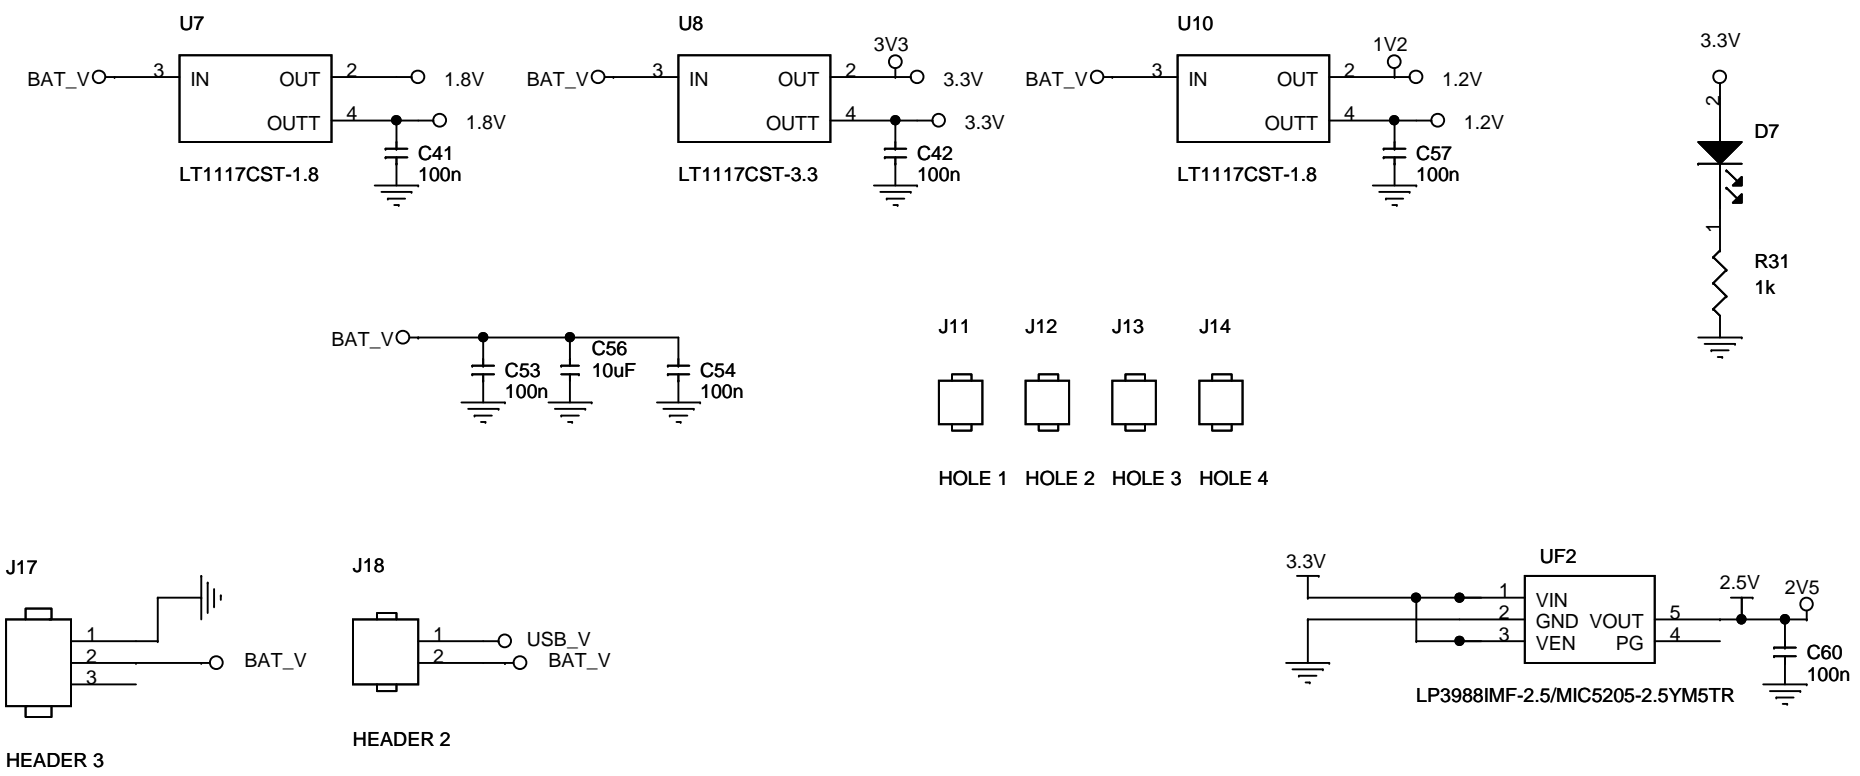 U7
BAT_V
3
IN
OUT
2
1.8V
OUTT
4
1.8V
C41
100n
LT1117CST-1.8
U8
BAT_V
3
IN
OUT
2
3V3
3.3V
OUTT
4
3.3V
C42
100n
LT1117CST-3.3
U10
BAT_V
3
IN
OUT
2
1V2
1.2V
OUTT
4
1.2V
C57
100n
LT1117CST-1.8
3.3V
2
D7
1
R31
1k
BAT_V
C53
100n
C56
10uF
C54
100n
J11
J12
J13
J14
HOLE 1
HOLE 2
HOLE 3
HOLE 4
J17
1
2
BAT_V
3
HEADER 3
J18
1
USB_V
2
BAT_V
HEADER 2
3.3V
UF2
1
VIN
2
GND
VOUT
5
3
VEN
PG
4
2.5V
2V5
C60
100n
LP3988IMF-2.5/MIC5205-2.5YM5TR